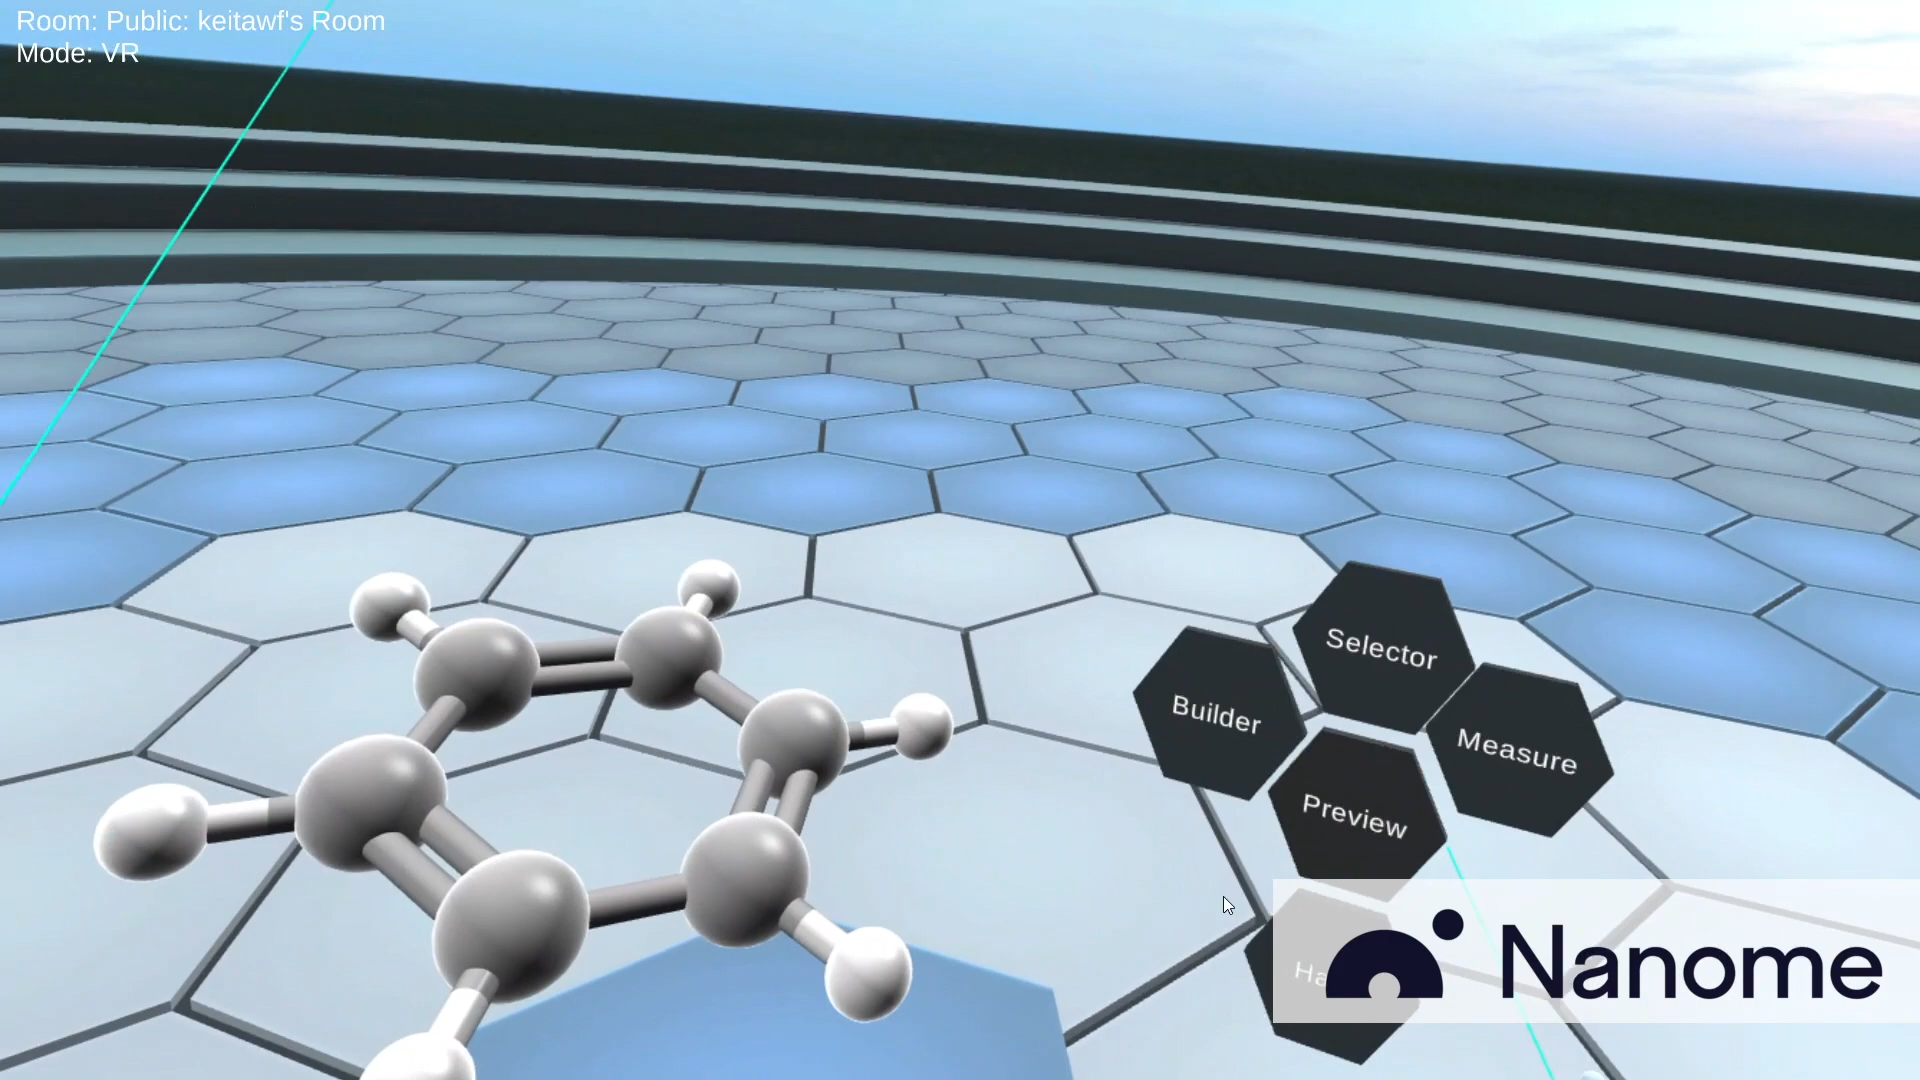 Room: Public: keitawf's Room
Mode: VR
Selector
Builder
Measure
Preview
Nanome